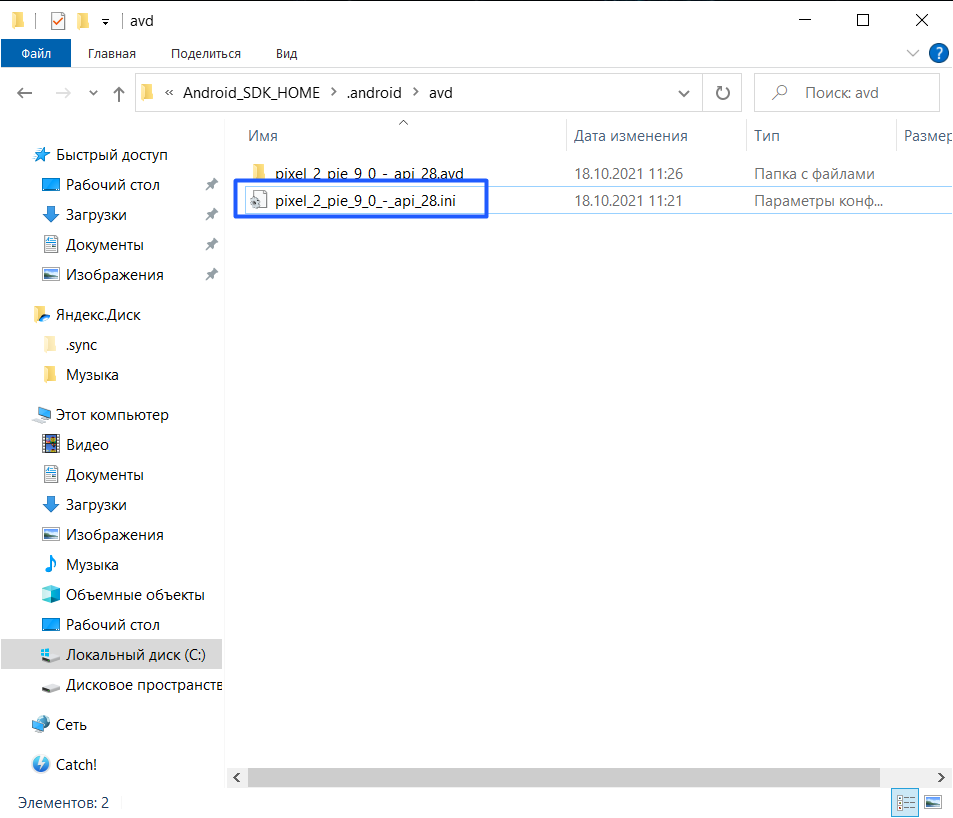 avd
Файл Главная Поделиться Вид ?
« Android_SDK_HOME > .android > avd Поиск: avd
Имя Дата изменения Тип Размер
Быстрый доступ
Рабочий стол
Загрузки
Документы
Изображения
Яндекс.Диск
.sync
Музыка
Этот компьютер
Видео
Документы
Загрузки
Изображения
Музыка
Объемные объекты
Рабочий стол
Локальный диск (C:)
Дисковое пространств
Сеть
Catch!
pixel_2_pie_9_0_-_api_28.avd 18.10.2021 11:26 Папка с файлами
pixel_2_pie_9_0_-_api_28.ini 18.10.2021 11:21 Параметры конф...
Элементов: 2